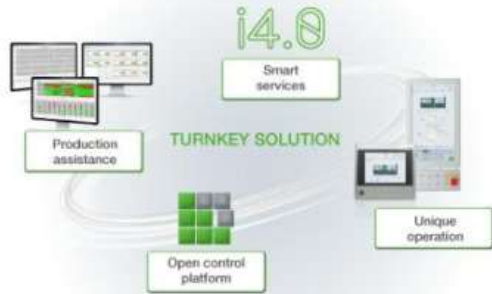 i4.0
Smart
services
Production
assistance
TURNKEY SOLUTION
Unique
operation
Open control
platform